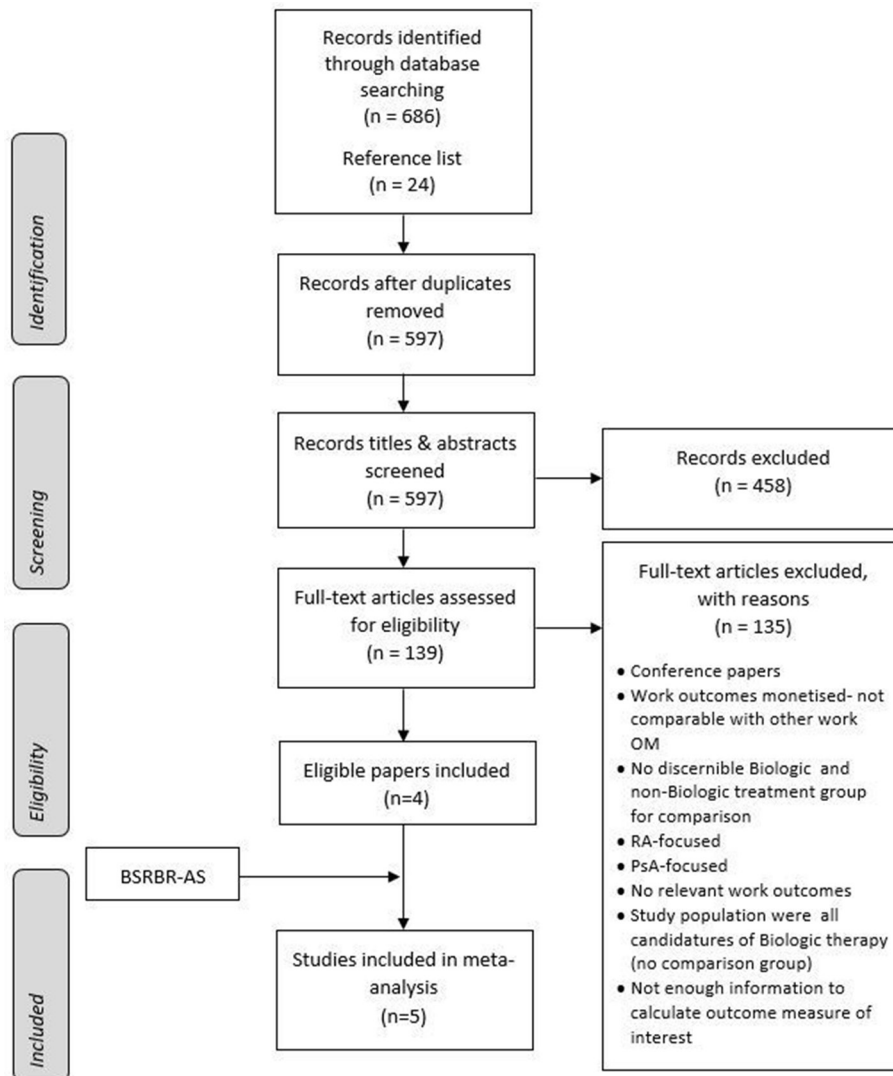 Records identified
through database
searching
(n = 686)
Reference list
(n = 24)
Identification
Records after duplicates
removed
(n = 597)
Screening
Records titles & abstracts
screened
(n = 597)
Records excluded
(n = 458)
Full-text articles assessed
for eligibility
(n = 139)
Full-text articles excluded,
with reasons
(n = 135)
• Conference papers
• Work outcomes monetised- not
comparable with other work
OM
• No discernible Biologic and
non-Biologic treatment group
for comparison
• RA-focused
• PsA-focused
• No relevant work outcomes
• Study population were all
candidatures of Biologic therapy
(no comparison group)
• Not enough information to
calculate outcome measure of
interest
Eligibility
Eligible papers included
(n=4)
BSRBR-AS
Included
Studies included in meta-
analysis
(n=5)